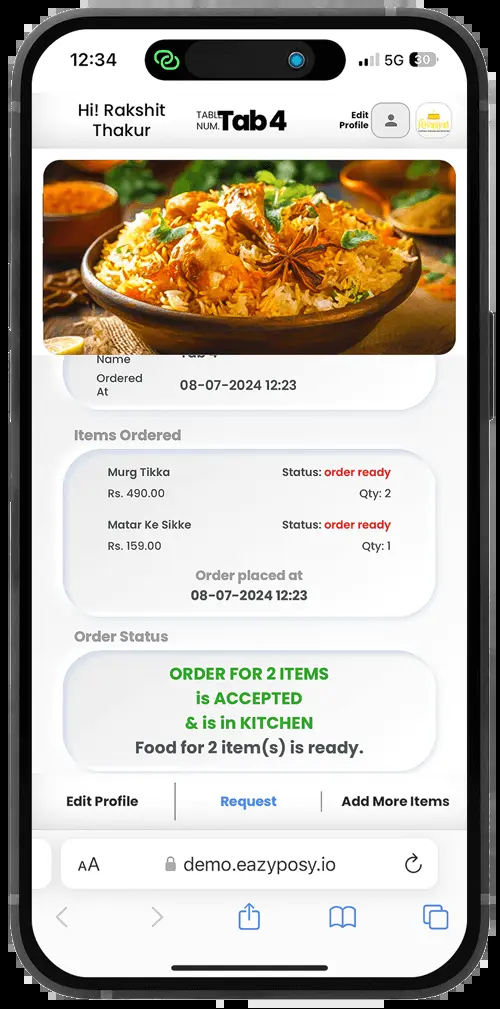 12:34
5G 30
Hi! Rakshit
Thakur
TABLE
NUM.
Tab 4
Edit
Profile
Name
Ordered
At
08-07-2024 12:23
Items Ordered
Murg Tikka
Status: order ready
Rs. 490.00
Qty: 2
Matar Ke Sikke
Status: order ready
Rs. 159.00
Qty: 1
Order placed at
08-07-2024 12:23
Order Status
ORDER FOR 2 ITEMS
is ACCEPTED
& is in KITCHEN
Food for 2 item(s) is ready.
Edit Profile
Request
Add More Items
AA
demo.eazyposy.io